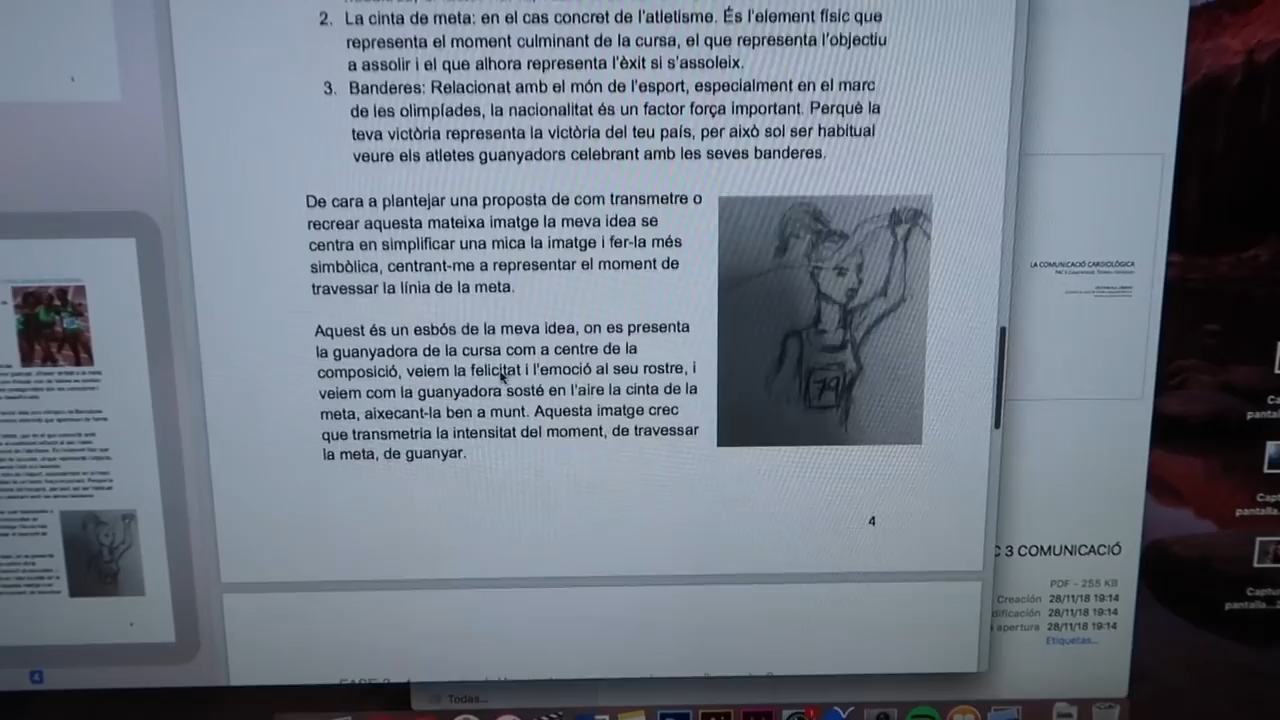 2. La cinta de meta: en el cas concret de l'atletisme. És l'element físic que
representa el moment culminant de la cursa, el que representa l'objectiu
a assolir i el que alhora representa l'èxit si s'assoleix.
3. Banderes: Relacionat amb el món de l'esport, especialment en el marc
de les olimpíades, la nacionalitat és un factor força important. Perquè la
teva victòria representa la victòria del teu país, per això sol ser habitual
veure els atletes guanyadors celebrant amb les seves banderes.
De cara a plantejar una proposta de com transmetre o
recrear aquesta mateixa imatge la meva idea se
centra en simplificar una mica la imatge i fer-la més
simbòlica, centrant-me a representar el moment de
travessar la línia de la meta.
Aquest és un esbós de la meva idea, on es presenta
la guanyadora de la cursa com a centre de la
composició, veiem la felicitat i l'emoció al seu rostre, i
veiem com la guanyadora sosté en l'aire la cinta de la
meta, aixecant-la ben a munt. Aquesta imatge crec
que transmetria la intensitat del moment, de travessar
la meta, de guanyar.
79
4
LA COMUNICACIÓ CARDIOLÒGICA
C 3 COMUNICACIÓ
PDF - 255 KB
Creación 28/11/18 19:14
dificación 28/11/18 19:14
apertura 28/11/18 19:14
Etiquetas...
Todas...
4
Ca
panta
Capt
pantalla
Captu
pantalla